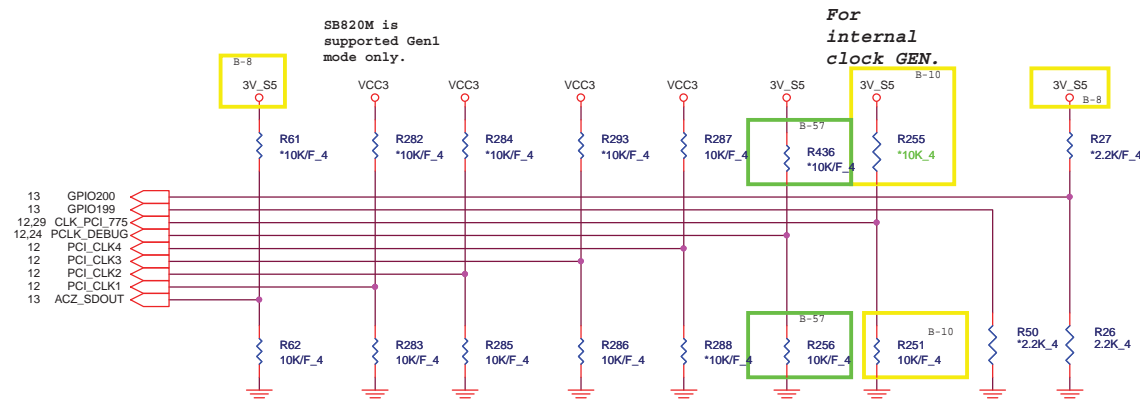 For
internal
clock GEN.
SB820M is
supported Gen1
mode only.
B-8
B-10
3V_S5
VCC3
VCC3
VCC3
VCC3
3V_S5
3V_S5
3V_S5
B-8
B-57
R61
*10K/F_4
R282
*10K/F_4
R284
*10K/F_4
R293
*10K/F_4
R287
10K/F_4
R436
*10K/F_4
R255
*10K_4
R27
*2.2K/F_4
13 GPIO200
13 GPIO199
12,29 CLK_PCI_775
12,24 PCLK_DEBUG
12 PCI_CLK4
12 PCI_CLK3
12 PCI_CLK2
12 PCI_CLK1
13 ACZ_SDOUT
B-57
B-10
R62
10K/F_4
R283
10K/F_4
R285
10K/F_4
R286
10K/F_4
R288
*10K/F_4
R256
10K/F_4
R251
10K/F_4
R50
*2.2K_4
R26
2.2K_4